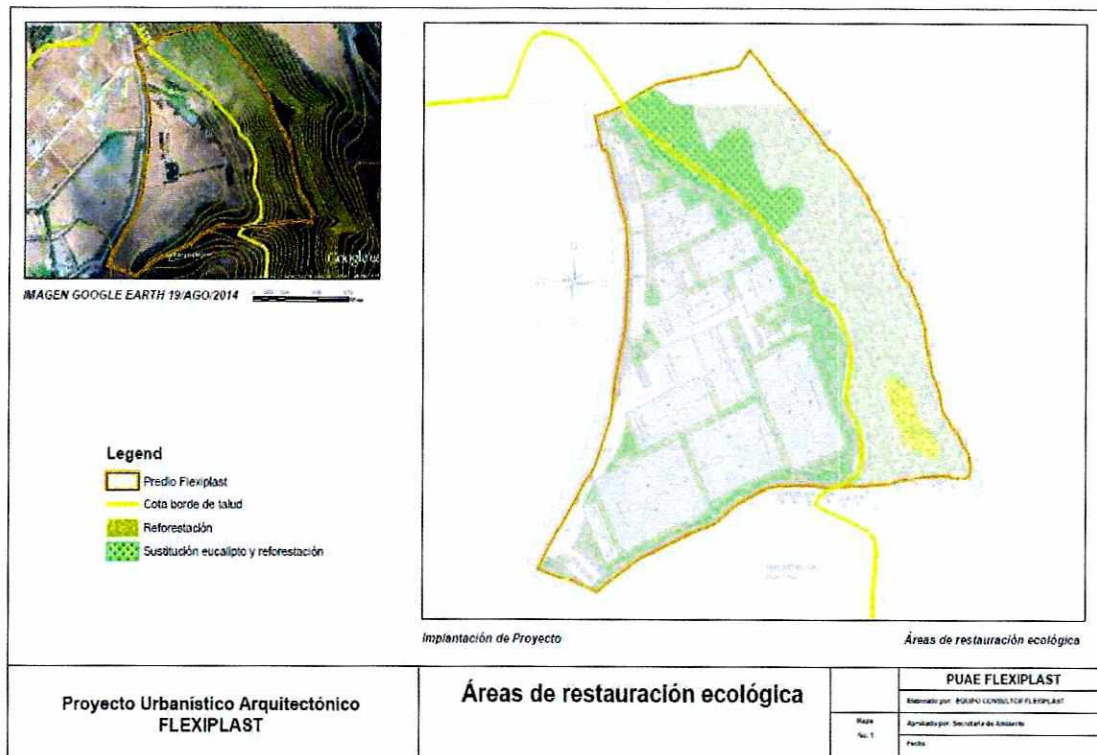 IMAGEN GOOGLE EARTH 19/AGO/2014
Legend
Predio Flexiplast
Cota borde de talud
Reforestación
Sustitución eucalipto y reforestación
Implantación de Proyecto
Áreas de restauración ecológica
Proyecto Urbanístico Arquitectónico
FLEXIPLAST
Áreas de restauración ecológica
Mapa
No. 1
PUAE FLEXIPLAST
Elaborado por: EQUIPO CONSULTOR FLEXIPLAST
Aprobado por: Secretaría de Ambiente
Fecha: